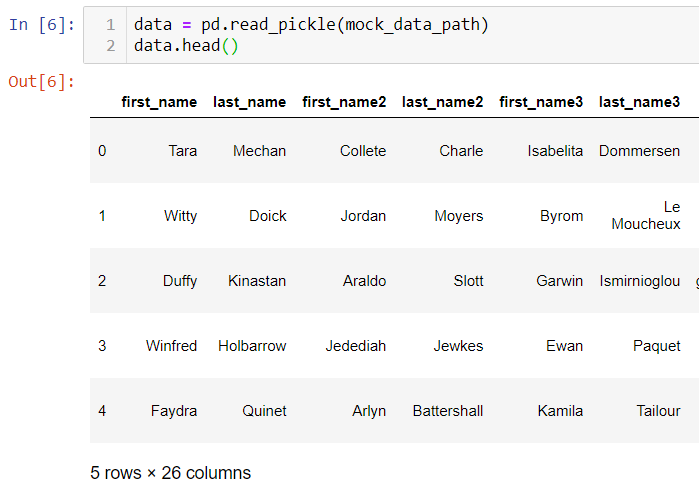 In [6]: 1 data = pd.read_pickle(mock_data_path)
2 data.head()
Out[6]:
first_name last_name first_name2 last_name2 first_name3 last_name3
0 Tara Mechan Collete Charle Isabelita Dommersen
1 Witty Doick Jordan Moyers Byrom Le
Moucheux
2 Duffy Kinastan Araldo Slott Garwin Ismirnioglou
3 Winfred Holbarrow Jedediah Jewkes Ewan Paquet
4 Faydra Quinet Arlyn Battershall Kamila Tailour
5 rows × 26 columns